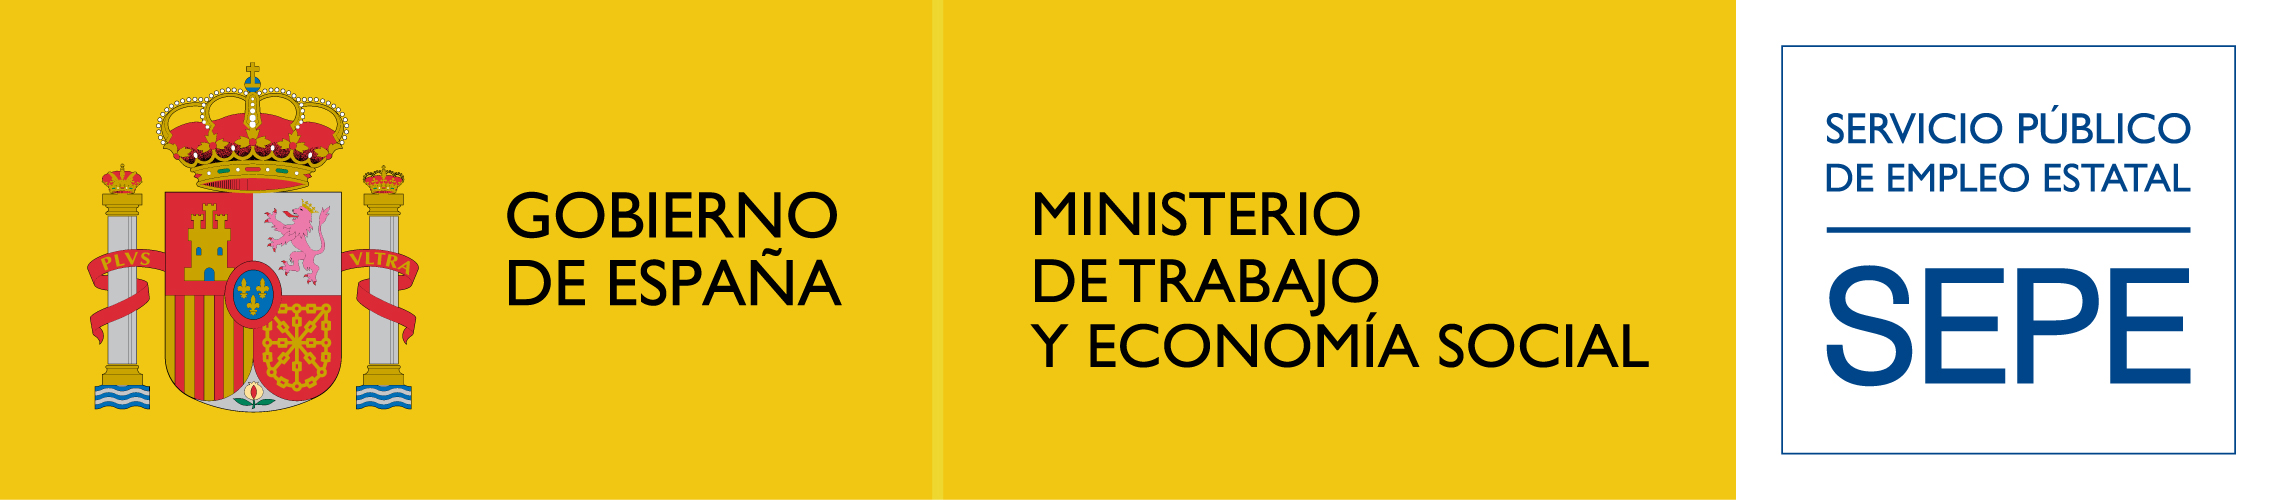 PLVS VLTRA
GOBIERNO
DE ESPAÑA
MINISTERIO
DE TRABAJO
Y ECONOMÍA SOCIAL
SERVICIO PÚBLICO
DE EMPLEO ESTATAL
SEPE